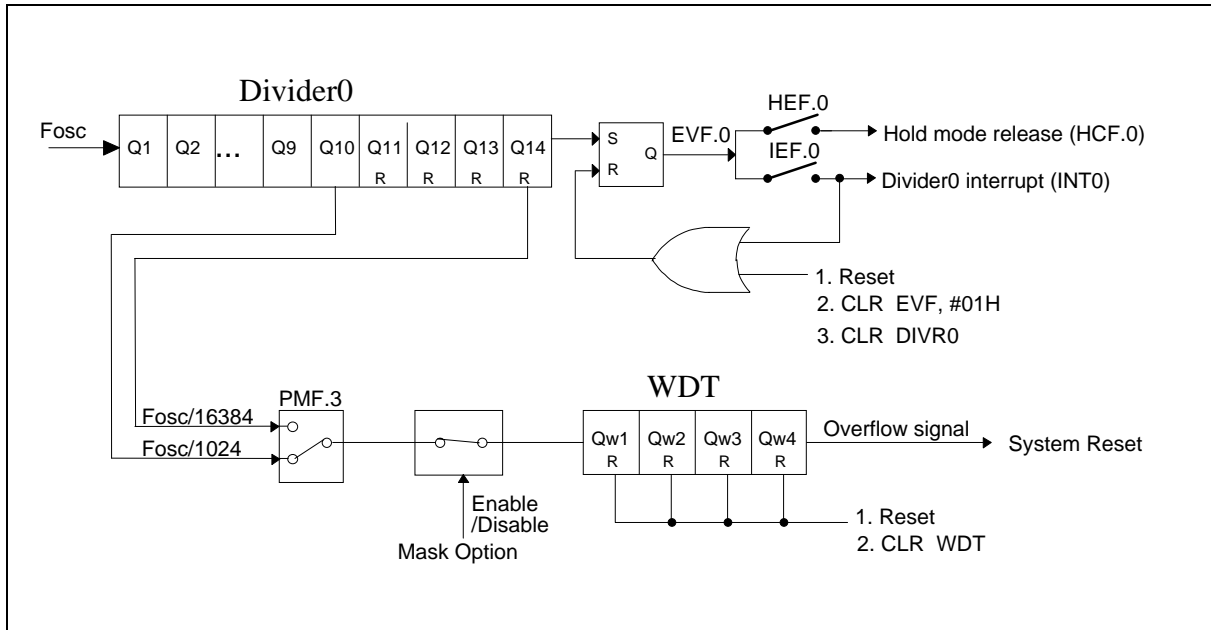 Divider0
HEF.0
Fosc
EVF.0
Hold mode release (HCF.0)
Q1 Q2 ... Q9 Q10 Q11 Q12 Q13 Q14
R R R R
S
Q
R
IEF.0
Divider0 interrupt (INT0)
1. Reset
2. CLR EVF, #01H
3. CLR DIVR0
WDT
PMF.3
Fosc/16384
Fosc/1024
Qw1 Qw2 Qw3 Qw4
R R R R
Overflow signal
System Reset
Enable
/Disable
Mask Option
1. Reset
2. CLR WDT